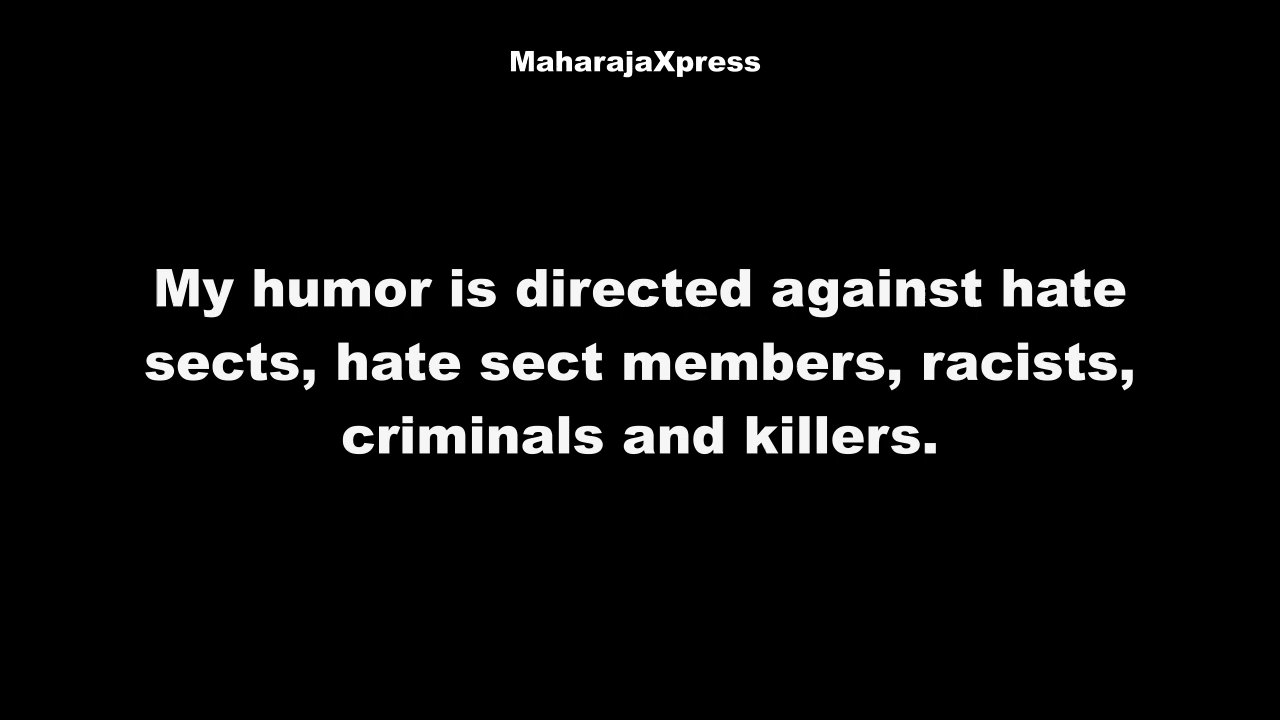 MaharajaXpress
My humor is directed against hate
sects, hate sect members, racists,
criminals and killers.